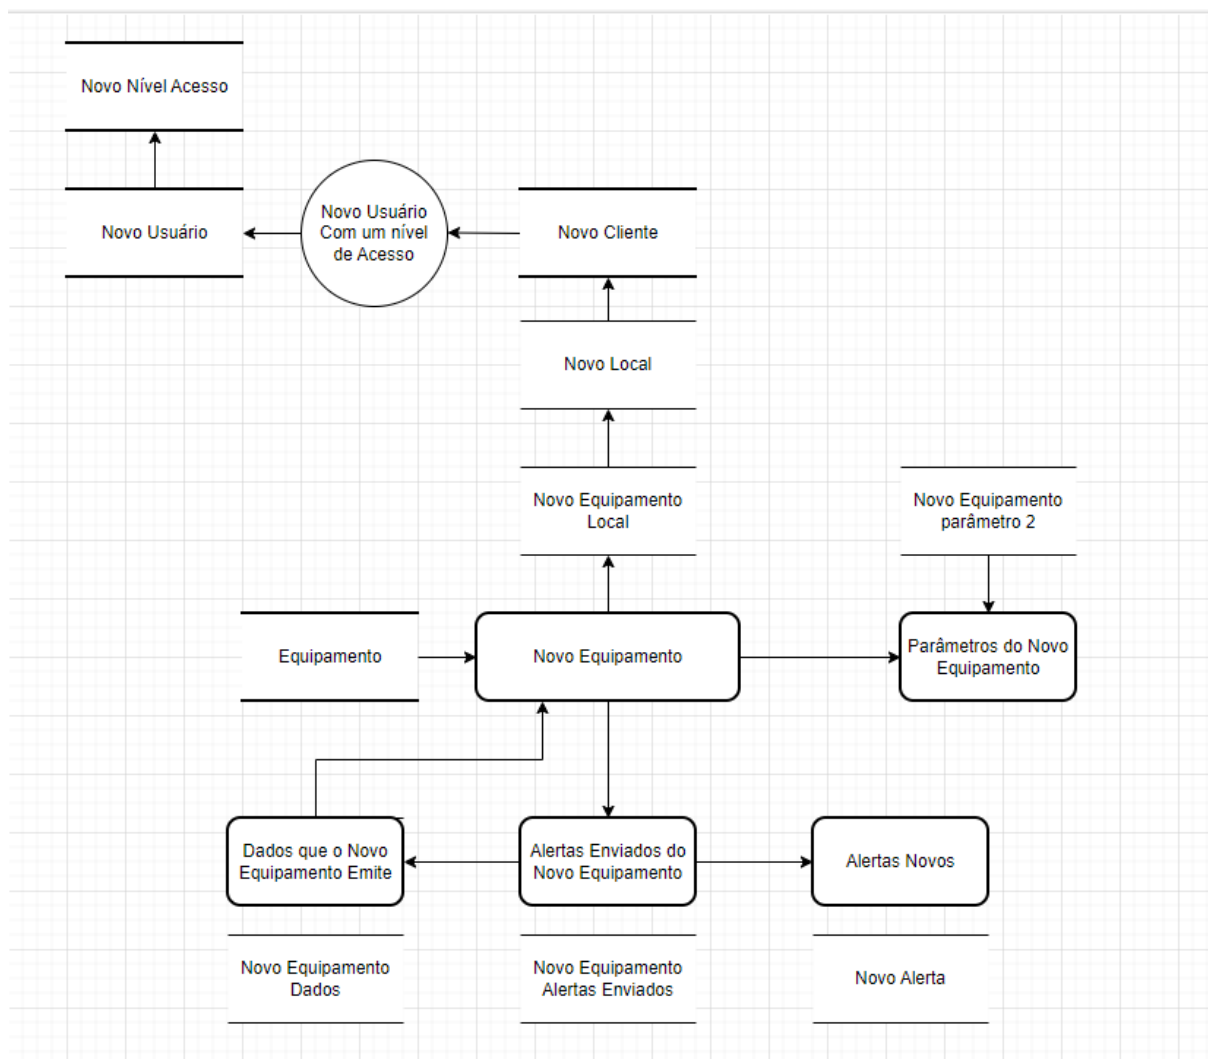 Novo Nível Acesso
Novo Usuário
Novo Usuário
Com um nível
de Acesso
Novo Cliente
Novo Local
Novo Equipamento
Local
Novo Equipamento
parâmetro 2
Equipamento
Novo Equipamento
Parâmetros do Novo
Equipamento
Dados que o Novo
Equipamento Emite
Alertas Enviados do
Novo Equipamento
Alertas Novos
Novo Equipamento
Dados
Novo Equipamento
Alertas Enviados
Novo Alerta